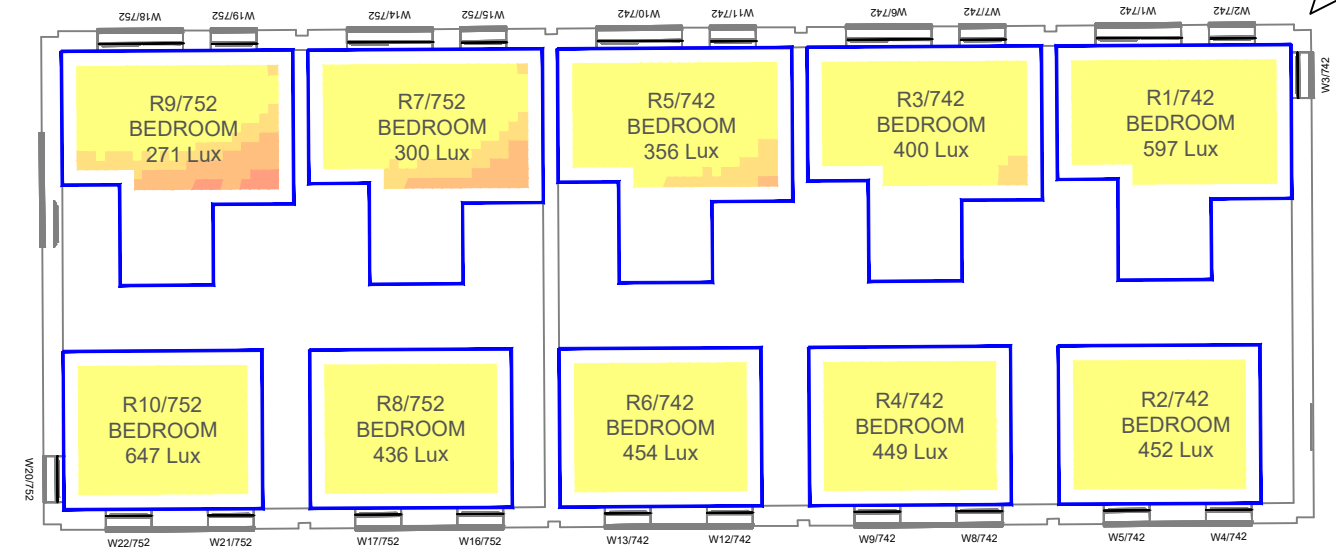 W18/752
W19/752
W14/752
W15/752
W10/742
W11/742
W6/742
W7/742
W1/742
W2/742
W3/742
R9/752
BEDROOM
271 Lux
R7/752
BEDROOM
300 Lux
R5/742
BEDROOM
356 Lux
R3/742
BEDROOM
400 Lux
R1/742
BEDROOM
597 Lux
R10/752
BEDROOM
647 Lux
R8/752
BEDROOM
436 Lux
R6/742
BEDROOM
454 Lux
R4/742
BEDROOM
449 Lux
R2/742
BEDROOM
452 Lux
W20/752
W22/752
W21/752
W17/752
W16/752
W13/742
W12/742
W9/742
W8/742
W5/742
W4/742